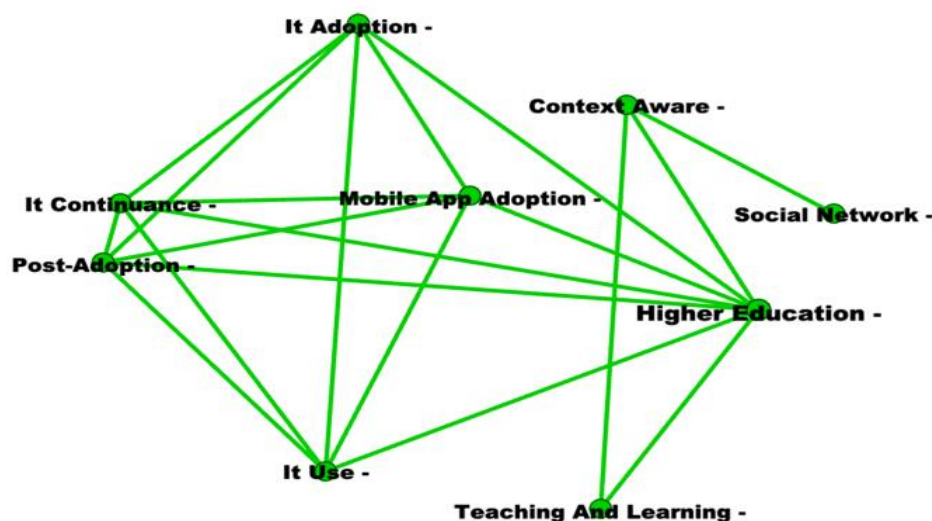 It Adoption -
Context Aware -
It Continuance -
Mobile App Adoption -
Social Network -
Post-Adoption -
Higher Education -
It Use -
Teaching And Learning -